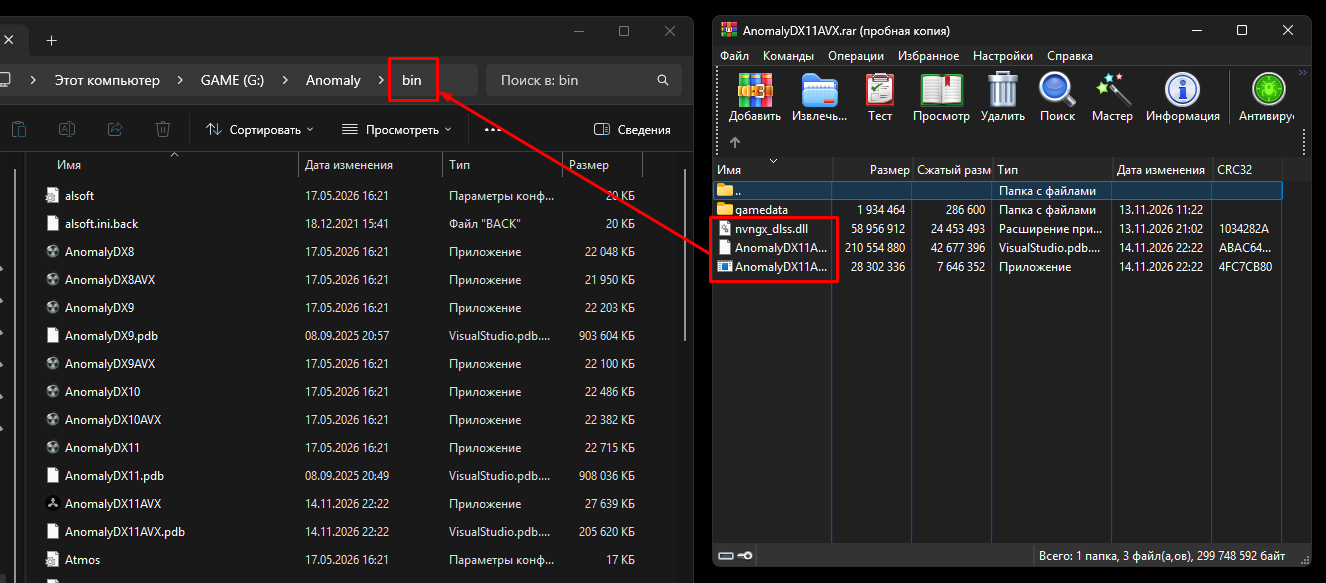 Этот компьютер GAME (G:) Anomaly bin
Поиск в: bin
Сортировать Просмотреть Сведения
Имя Дата изменения Тип Размер
alsoft 17.05.2026 16:21 Параметры конф... 20 КБ
alsoft.ini.back 18.12.2021 15:41 Файл "BACK" 20 КБ
AnomalyDX8 17.05.2026 16:21 Приложение 22 048 КБ
AnomalyDX8AVX 17.05.2026 16:21 Приложение 21 950 КБ
AnomalyDX9 17.05.2026 16:21 Приложение 22 203 КБ
AnomalyDX9.pdb 08.09.2025 20:57 VisualStudio.pdb.... 903 604 КБ
AnomalyDX9AVX 17.05.2026 16:21 Приложение 22 100 КБ
AnomalyDX10 17.05.2026 16:21 Приложение 22 486 КБ
AnomalyDX10AVX 17.05.2026 16:21 Приложение 22 382 КБ
AnomalyDX11 17.05.2026 16:21 Приложение 22 715 КБ
AnomalyDX11.pdb 08.09.2025 20:49 VisualStudio.pdb.... 908 036 КБ
AnomalyDX11AVX 14.11.2026 22:22 Приложение 27 639 КБ
AnomalyDX11AVX.pdb 14.11.2026 22:22 VisualStudio.pdb.... 205 620 КБ
Atmos 17.05.2026 16:21 Параметры конф... 17 КБ
AnomalyDX11AVX.rar (пробная копия)
Файл Команды Операции Избранное Настройки Справка
Добавить Извлечь... Тест Просмотр Удалить Поиск Мастер Информация Антивирус
Имя Размер Сжатый разм Тип Дата изменения CRC32
.. Папка с файлами
gamedata 1 934 464 286 600 Папка с файлами 13.11.2026 11:22
nvngx_dlss.dll 58 956 912 24 453 493 Расширение при... 13.11.2026 21:02 1034282A
AnomalyDX11A... 210 554 880 42 677 396 VisualStudio.pdb.... 14.11.2026 22:22 ABAC64...
AnomalyDX11A... 28 302 336 7 646 352 Приложение 14.11.2026 22:22 4FC7CB80
Всего: 1 папка, 3 файл(а,ов), 299 748 592 байт